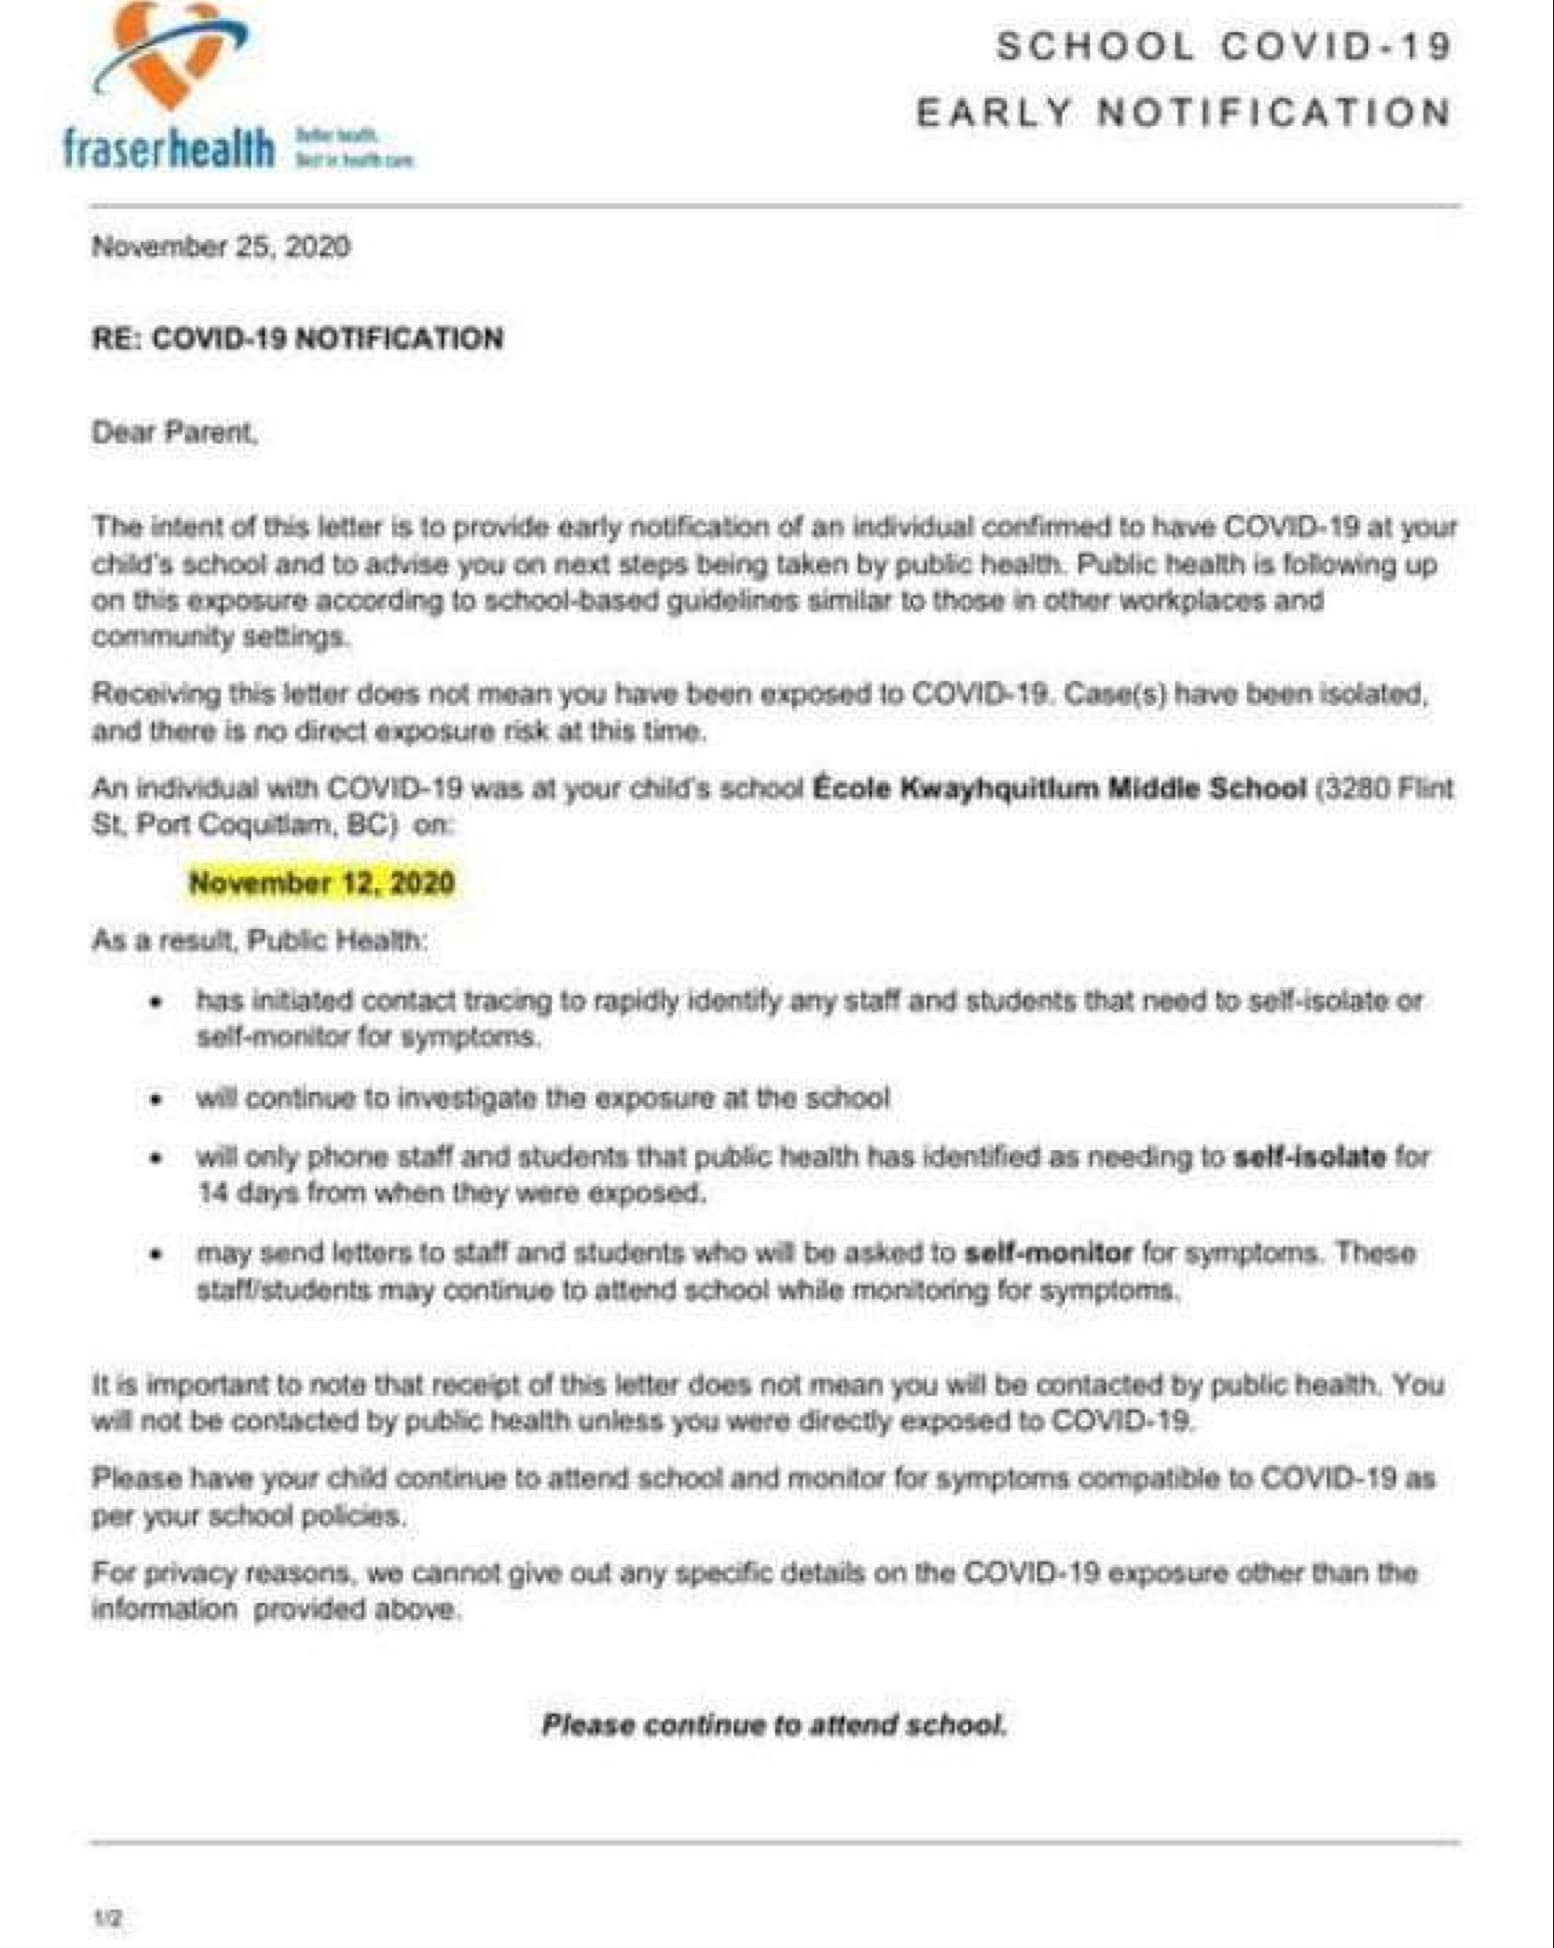 SCHOOL COVID-19
EARLY NOTIFICATION
fraserhealth
Better health.
Best in health care.
November 25, 2020
RE: COVID-19 NOTIFICATION
Dear Parent,
The intent of this letter is to provide early notification of an individual confirmed to have COVID-19 at your
child's school and to advise you on next steps being taken by public health. Public health is following up
on this exposure according to school-based guidelines similar to those in other workplaces and
community settings.
Receiving this letter does not mean you have been exposed to COVID-19. Case(s) have been isolated,
and there is no direct exposure risk at this time.
An individual with COVID-19 was at your child's school École Kwayhquitlum Middle School (3280 Flint
St, Port Coquitlam, BC) on:
November 12, 2020
As a result, Public Health:
• has initiated contact tracing to rapidly identify any staff and students that need to self-isolate or
self-monitor for symptoms.
• will continue to investigate the exposure at the school
• will only phone staff and students that public health has identified as needing to self-isolate for
14 days from when they were exposed.
• may send letters to staff and students who will be asked to self-monitor for symptoms. These
staff/students may continue to attend school while monitoring for symptoms.
It is important to note that receipt of this letter does not mean you will be contacted by public health. You
will not be contacted by public health unless you were directly exposed to COVID-19.
Please have your child continue to attend school and monitor for symptoms compatible to COVID-19 as
per your school policies.
For privacy reasons, we cannot give out any specific details on the COVID-19 exposure other than the
information provided above.
Please continue to attend school.
1/2